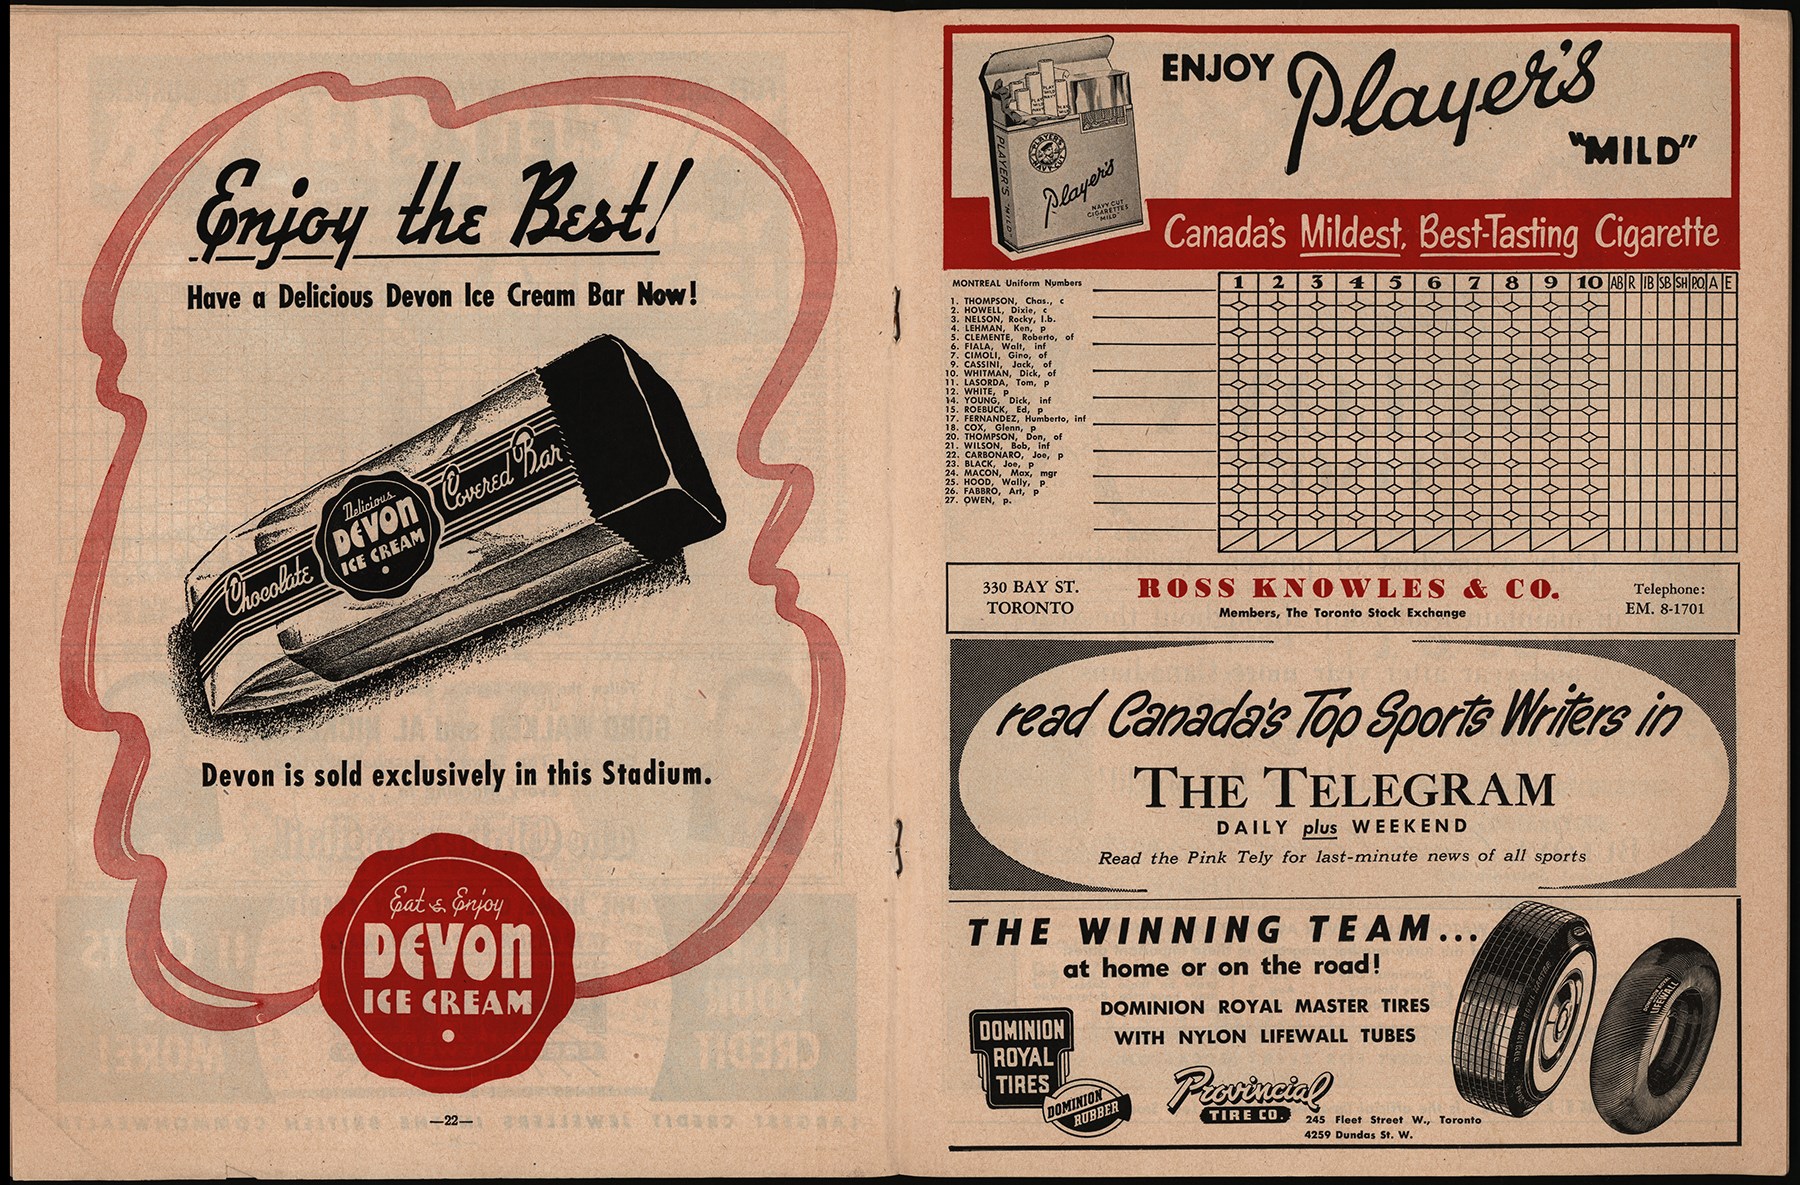 Enjoy the Best!
Have a Delicious Devon Ice Cream Bar Now!
Chocolate
Delicious
DEVON
ICE CREAM
Covered Bar
Devon is sold exclusively in this Stadium.
Eat & Enjoy
DEVON
ICE CREAM
—22—
ENJOY Player's
"MILD"
PLAYER'S "MILD"
Player's
NAVY CUT
CIGARETTES
"MILD"
Canada's Mildest, Best-Tasting Cigarette
MONTREAL Uniform Numbers
1. THOMPSON, Chas., c
2. HOWELL, Dixie, c
3. NELSON, Rocky, l.b.
4. LEHMAN, Ken, p
5. CLEMENTE, Roberto, of
6. FIALA, Walt, inf
7. CIMOLI, Gino, of
9. CASSINI, Jack, of
10. WHITMAN, Dick, of
11. LASORDA, Tom, p
12. WHITE, p
14. YOUNG, Dick, inf
15. ROEBUCK, Ed, p
17. FERNANDEZ, Humberto, inf
18. COX, Glenn, p
20. THOMPSON, Don, of
21. WILSON, Bob, inf
22. CARBONARO, Joe, p
23. BLACK, Joe, p
24. MACON, Max, mgr
25. HOOD, Wally, p
26. FABBRO, Art, p
27. OWEN, p.
1 2 3 4 5 6 7 8 9 10 AB R 1B SB SH PO A E
330 BAY ST.
TORONTO
ROSS KNOWLES & CO.
Members, The Toronto Stock Exchange
Telephone:
EM. 8-1701
read Canada's Top Sports Writers in
THE TELEGRAM
DAILY plus WEEKEND
Read the Pink Tely for last-minute news of all sports
THE WINNING TEAM...
at home or on the road!
DOMINION ROYAL MASTER TIRES
WITH NYLON LIFEWALL TUBES
DOMINION
ROYAL
TIRES
DOMINION
RUBBER
Provincial
TIRE CO.
245 Fleet Street W., Toronto
4259 Dundas St. W.
LIFEWALL